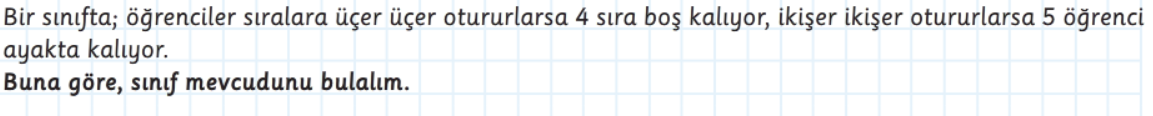 Bir sınıfta; öğrenciler sıralara üçer üçer otururlarsa 4 sıra boş kalıyor, ikişer ikişer otururlarsa 5 öğrenci
ayakta kalıyor.
Buna göre, sınıf mevcudunu bulalım.